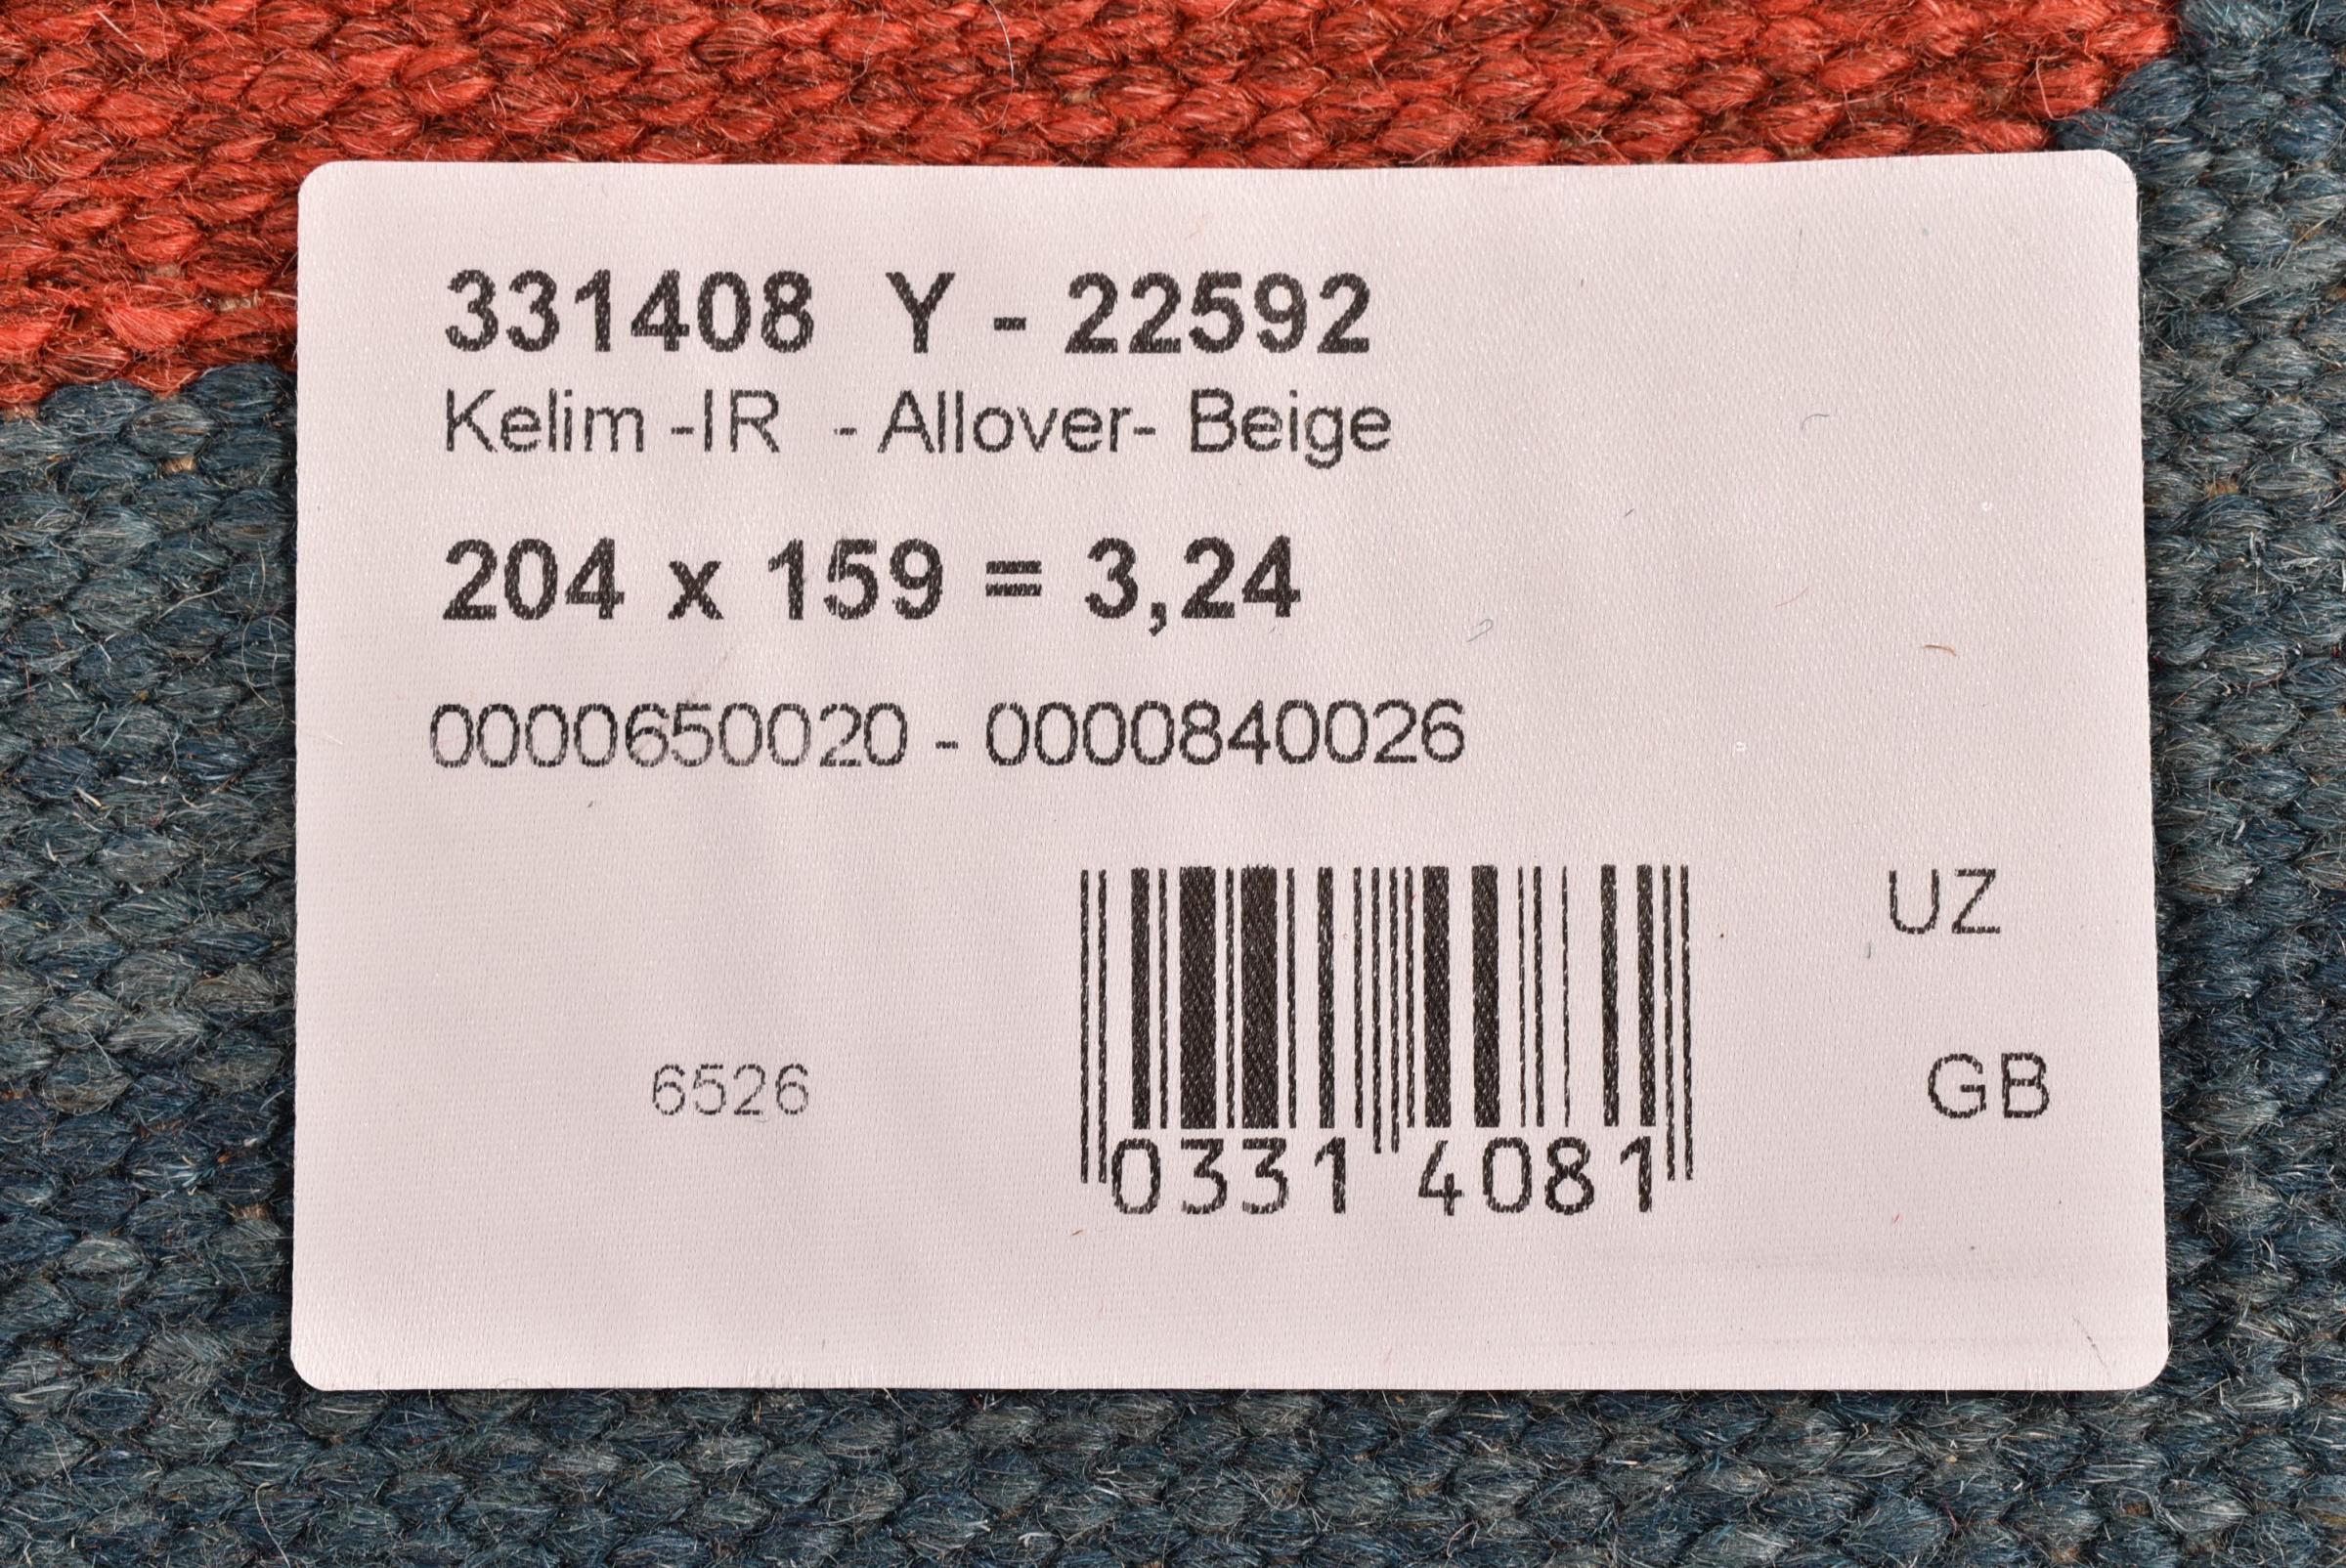 331408 Y - 22592
Kelim -IR - Allover- Beige
204 x 159 = 3,24
0000650020 - 0000840026
UZ
6526
GB
0331 4081